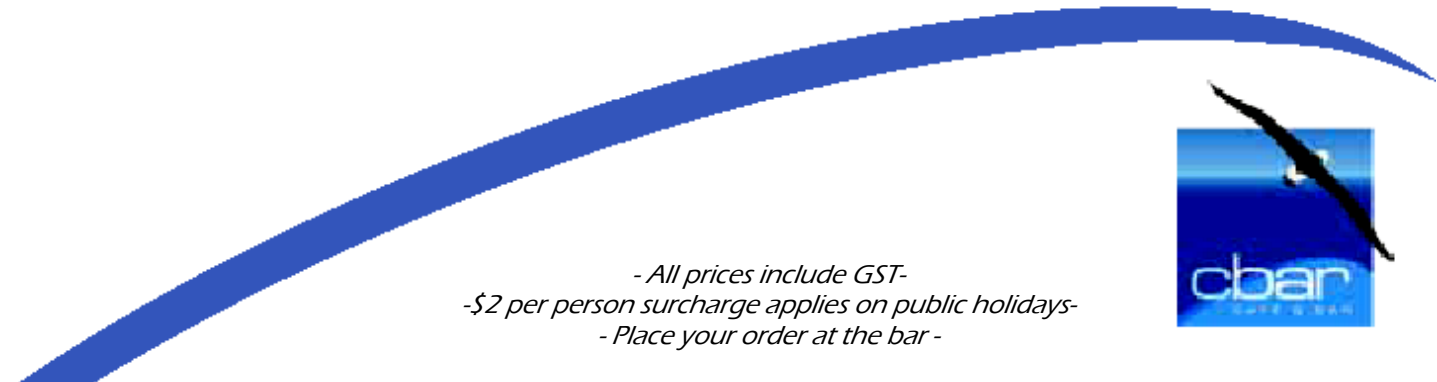 - All prices include GST-
-$2 per person surcharge applies on public holidays-
- Place your order at the bar -
cbar